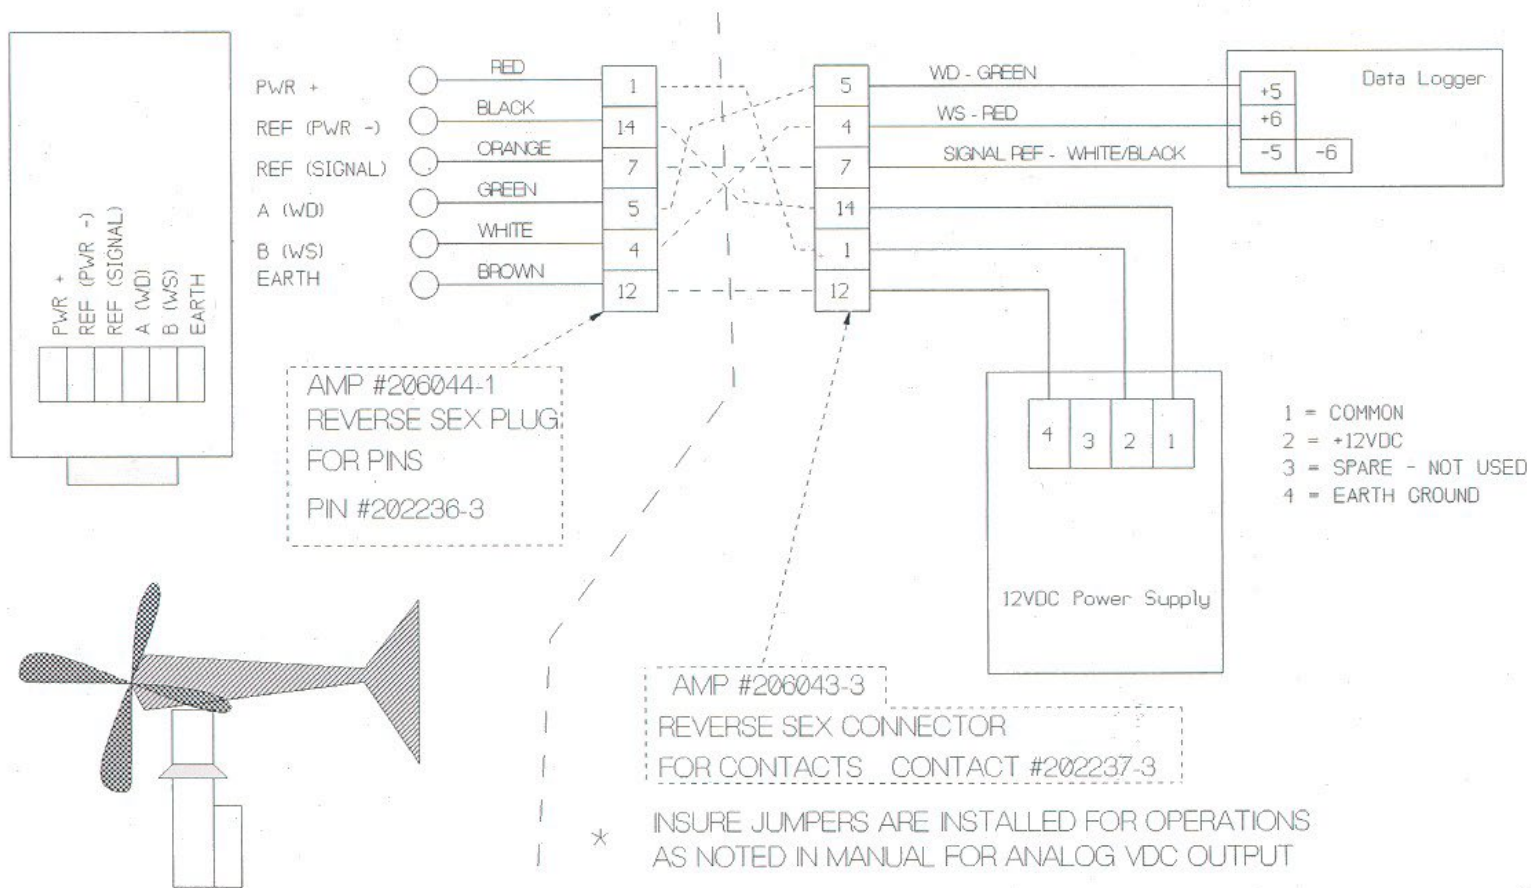 PWR +
REF (PWR -)
REF (SIGNAL)
A (WD)
B (WS)
EARTH
PWR +
REF (PWR -)
REF (SIGNAL)
A (WD)
B (WS)
EARTH
RED
BLACK
ORANGE
GREEN
WHITE
BROWN
1
14
7
5
4
12
5
4
7
14
1
12
WD - GREEN
WS - RED
SIGNAL REF - WHITE/BLACK
Data Logger
+5
+6
-5 -6
AMP #206044-1
REVERSE SEX PLUG
FOR PINS
PIN #202236-3
4 3 2 1
12VDC Power Supply
1 = COMMON
2 = +12VDC
3 = SPARE - NOT USED
4 = EARTH GROUND
AMP #206043-3
REVERSE SEX CONNECTOR
FOR CONTACTS CONTACT #202237-3
* INSURE JUMPERS ARE INSTALLED FOR OPERATIONS
AS NOTED IN MANUAL FOR ANALOG VDC OUTPUT